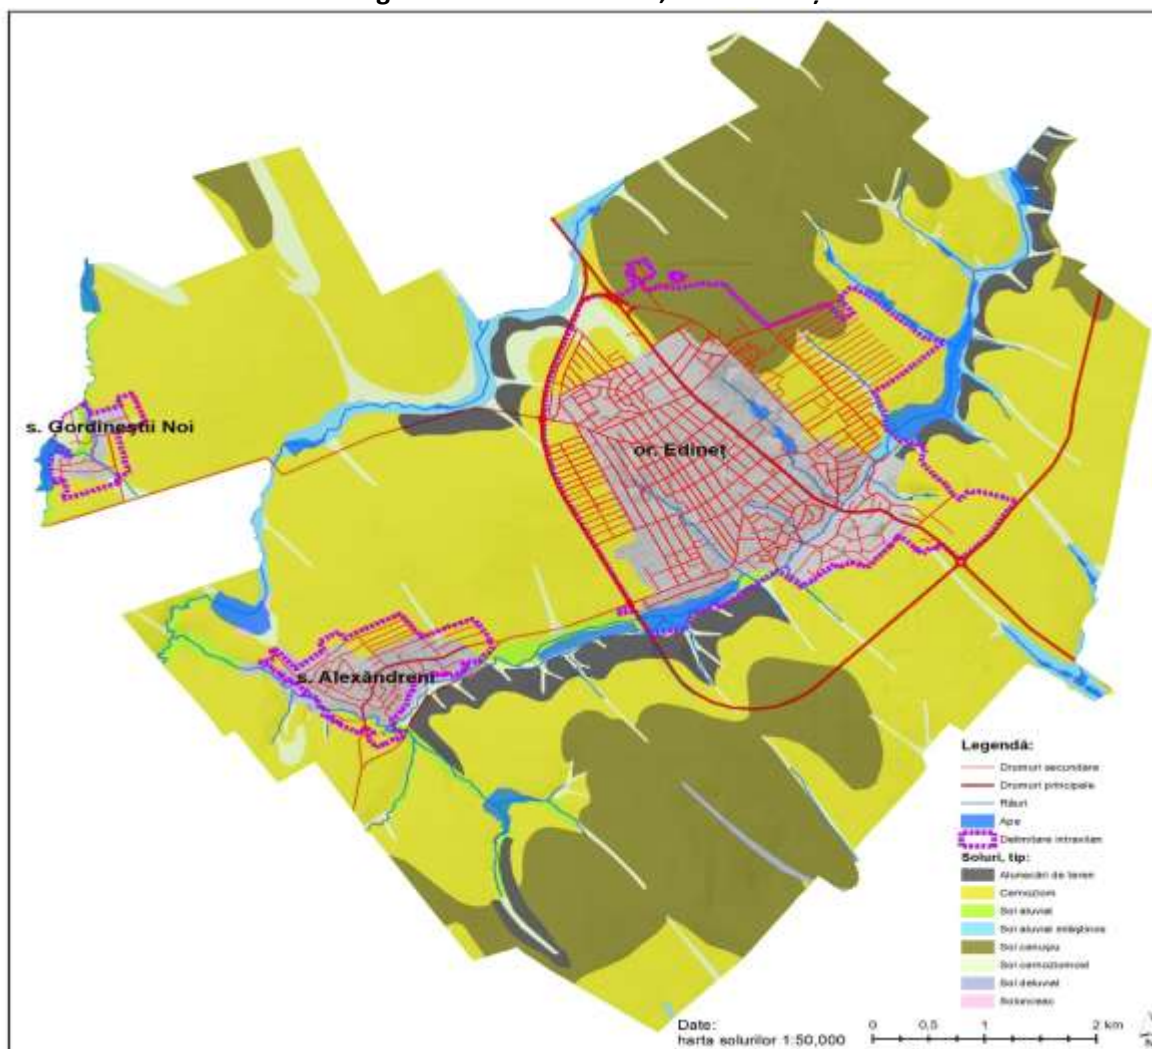 s. Gordineștii Noi
or. Edineț
s. Alexăndreni
Legendă:
Drumuri secundare
Drumuri principale
Râuri
Ape
Delimitare intravilan
Soluri, tip:
Alunecări de teren
Cernoziom
Sol aluvial
Sol aluvial mlăștinos
Sol cenușiu
Sol cernoziomoid
Sol deluvial
Solonceac
Date:
harta solurilor 1:50,000
0 0,5 1 2 km
N